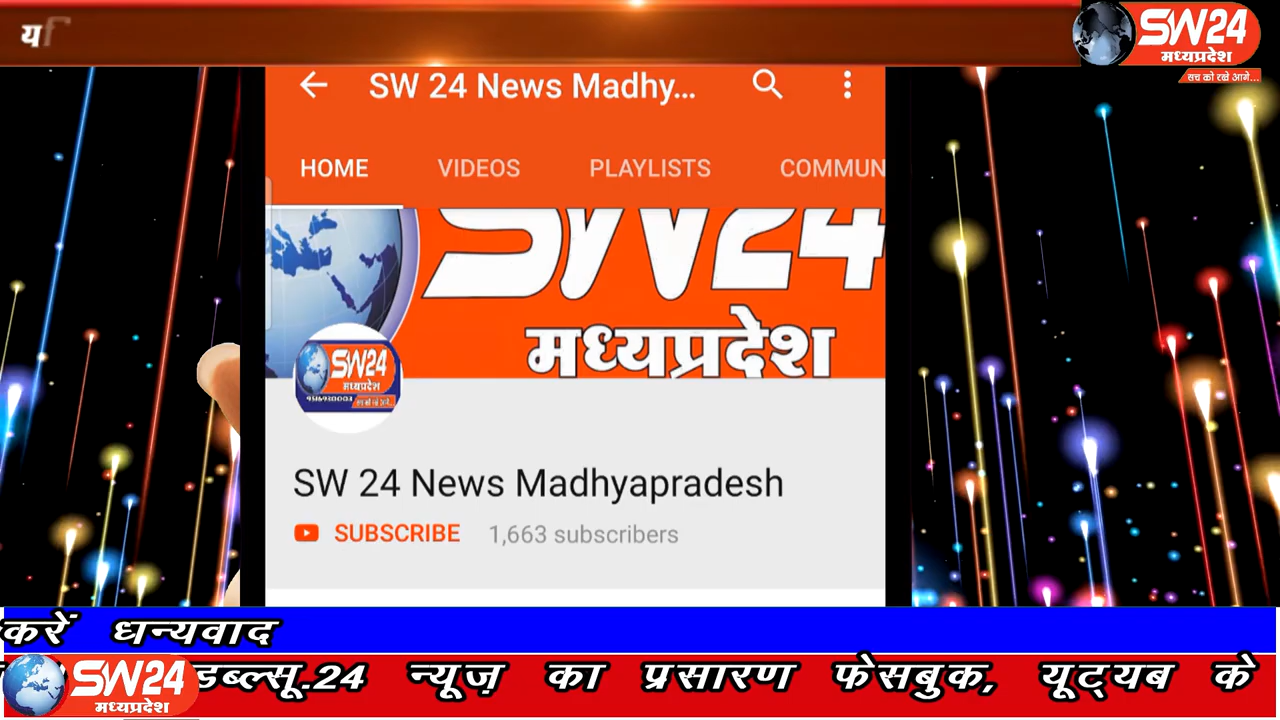 SW24
मध्यप्रदेश
सच को रखे आगे...
SW 24 News Madhy...
HOME VIDEOS PLAYLISTS COMMUN
SW24
मध्यप्रदेश
SW24
मध्यप्रदेश
SW 24 News Madhyapradesh
SUBSCRIBE 1,663 subscribers
करें धन्यवाद
डब्ल्सू.24 न्यूज़ का प्रसारण फेसबुक, यूट्यब के
SW24
मध्यप्रदेश